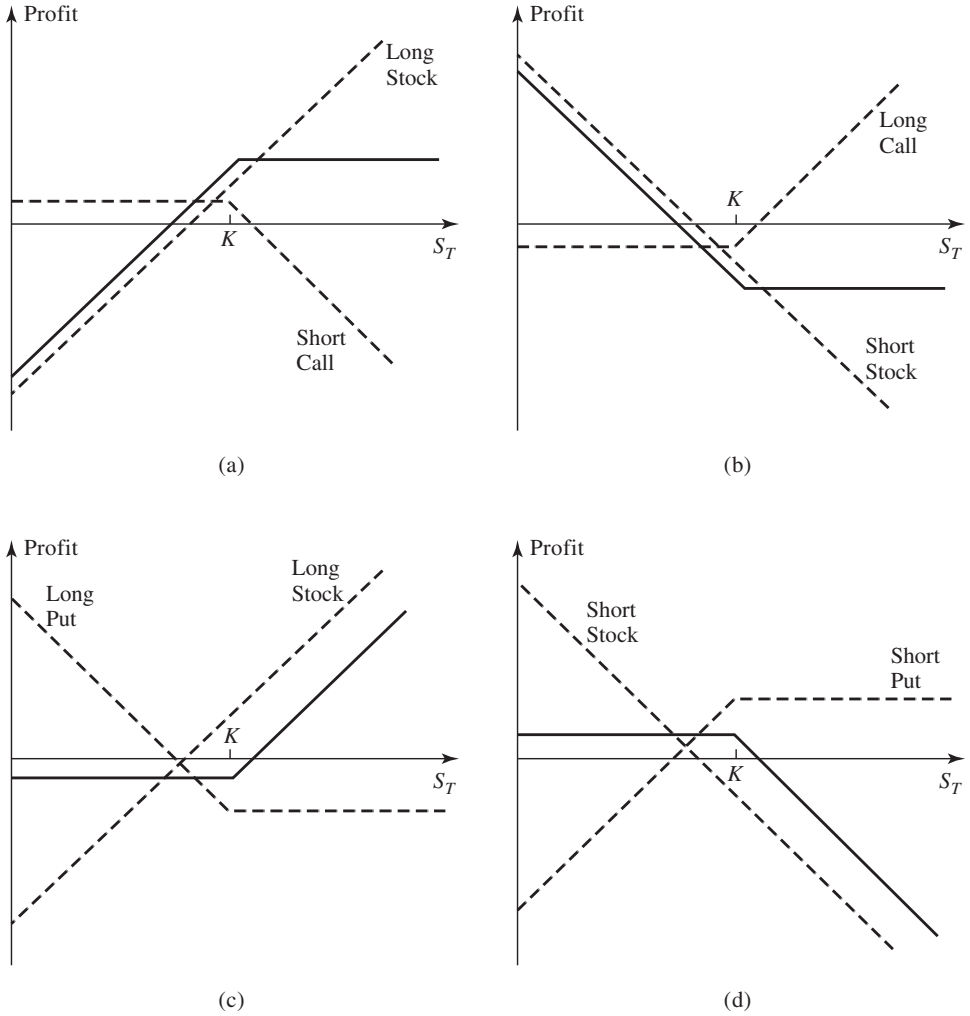 Profit
Long
Stock
K
S_T
Short
Call
(a)
Profit
Long
Call
K
S_T
Short
Stock
(b)
Profit
Long
Put
Long
Stock
K
S_T
(c)
Profit
Short
Stock
Short
Put
K
S_T
(d)